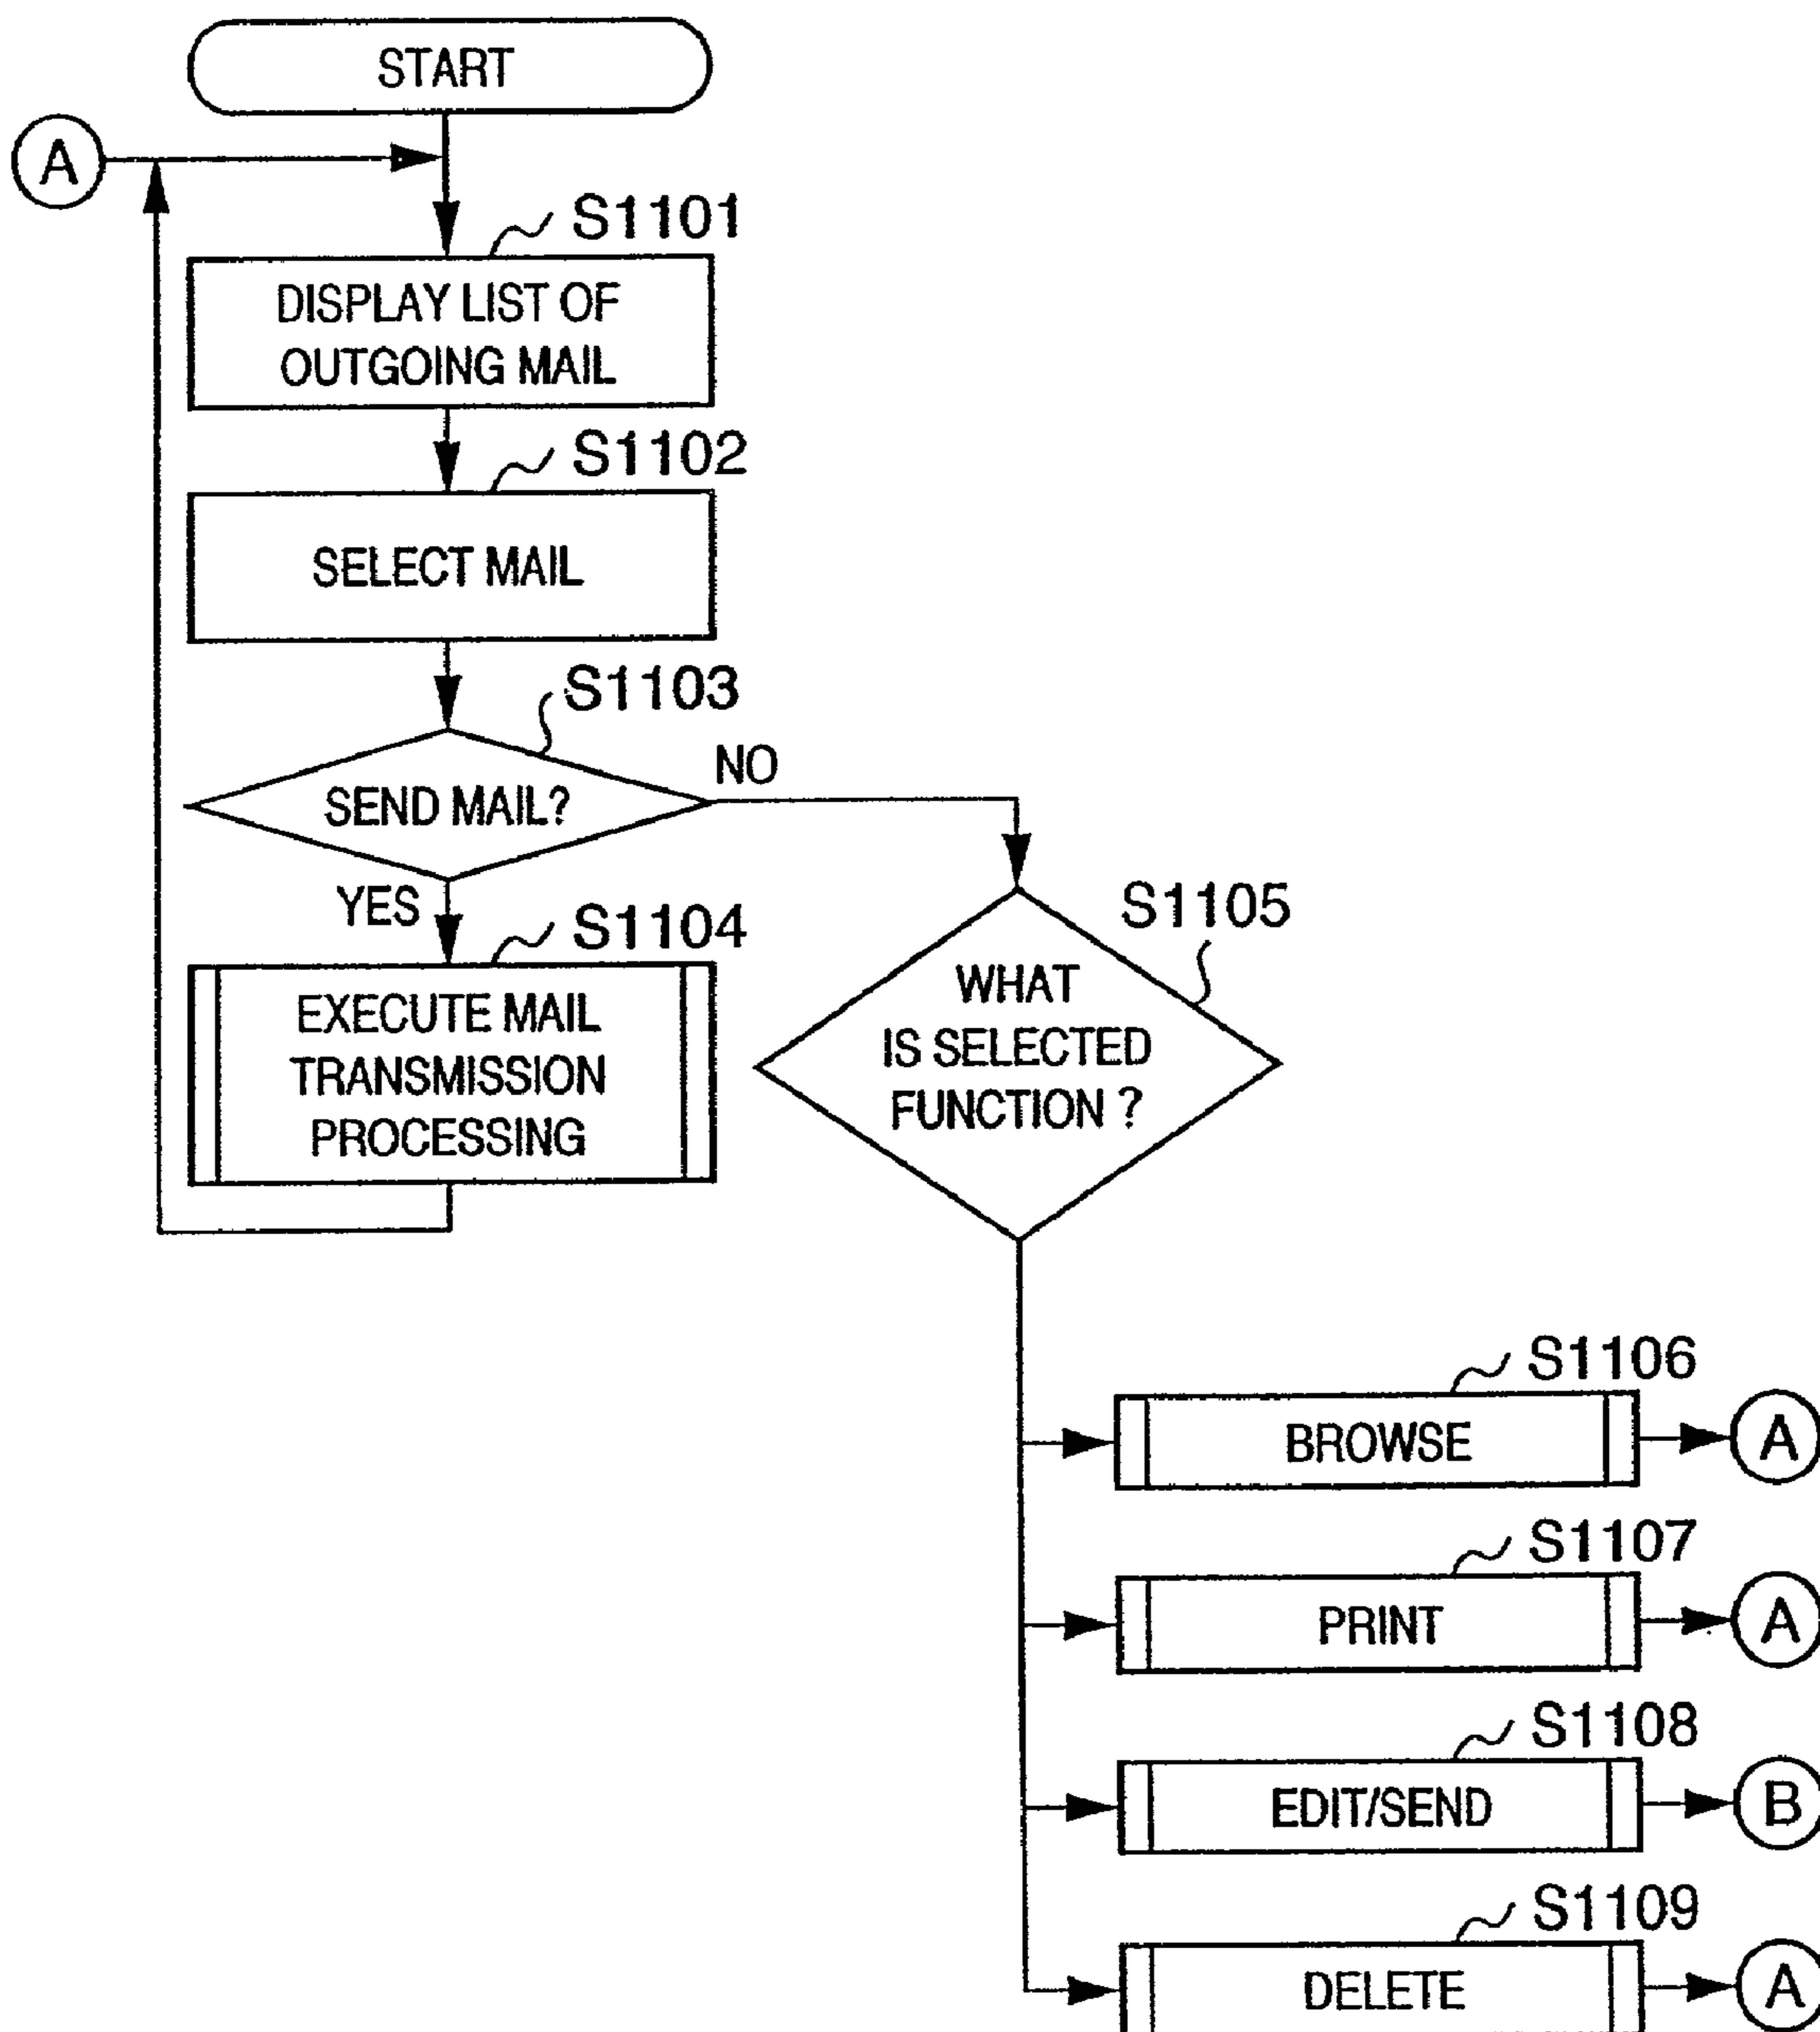 START
A
S1101
DISPLAY LIST OF
OUTGOING MAIL
S1102
SELECT MAIL
S1103
SEND MAIL?
NO
YES
S1104
EXECUTE MAIL
TRANSMISSION
PROCESSING
S1105
WHAT
IS SELECTED
FUNCTION ?
S1106
BROWSE
A
S1107
PRINT
A
S1108
EDIT/SEND
B
S1109
DELETE
A